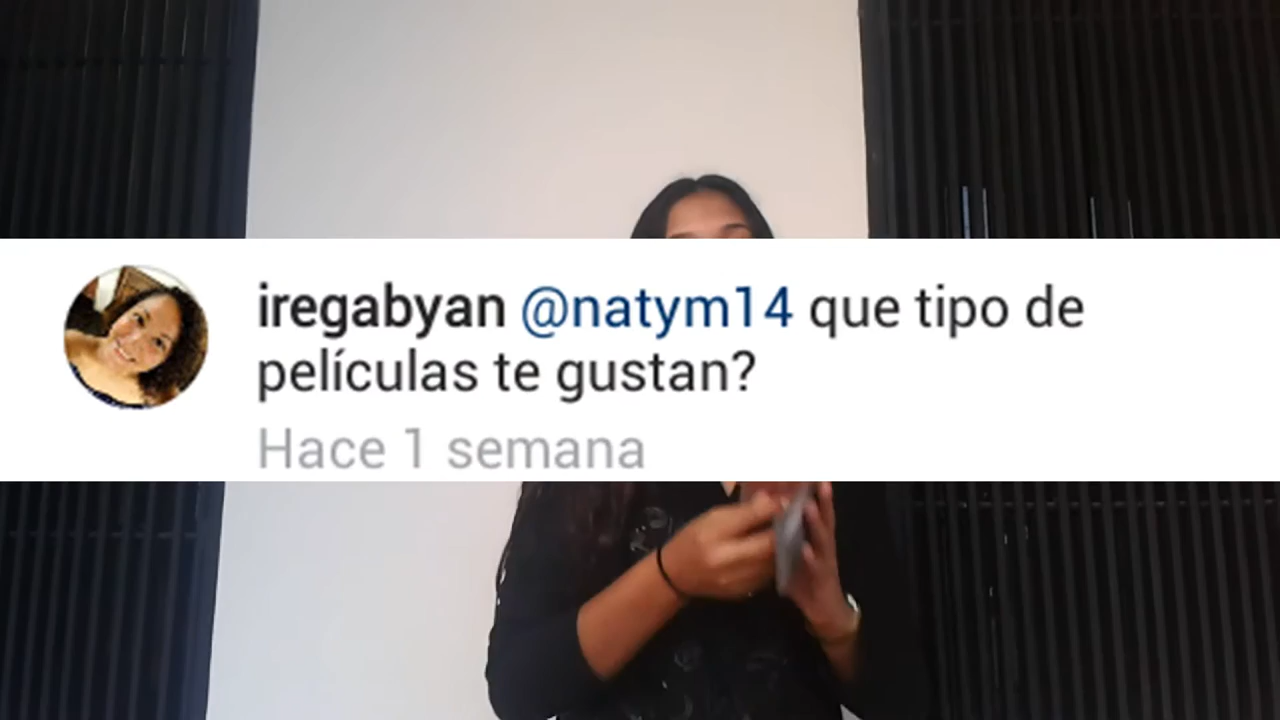 iregabyan @natym14 que tipo de
películas te gustan?
Hace 1 semana